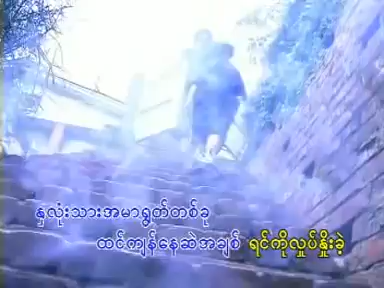 နှလုံးသားအမာရွတ်တစ်ခု
ထင်ကျန်နေဆဲအချစ် ရင်ကိုလှုပ်နှိုးခဲ့